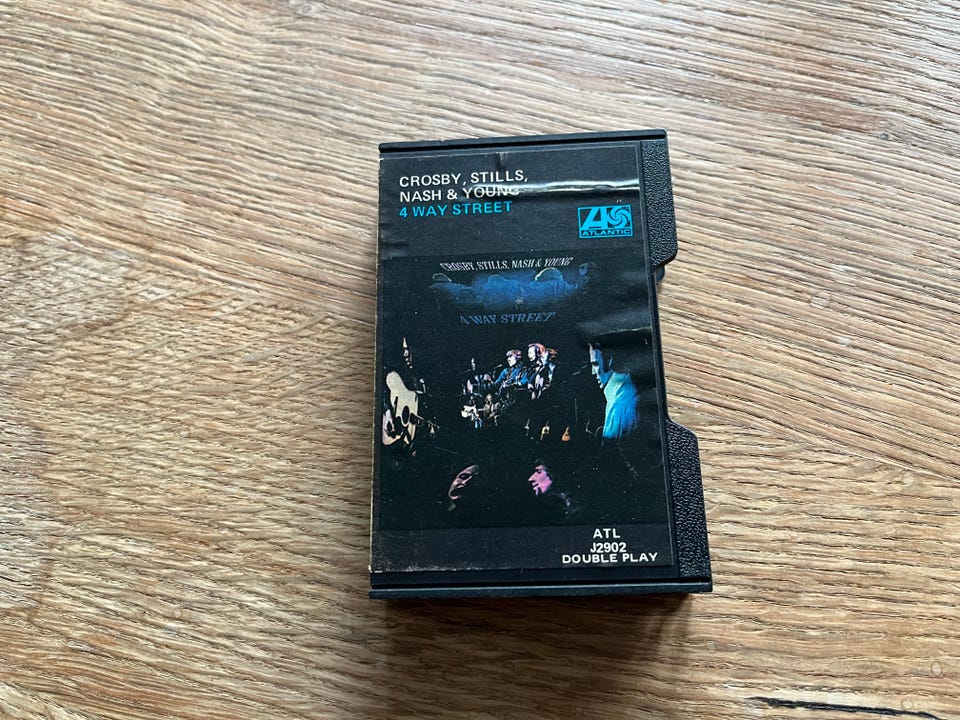 CROSBY, STILLS,
NASH & YOUNG
4 WAY STREET
ATLANTIC
CROSBY, STILLS, NASH & YOUNG
4 WAY STREET
ATL
J2902
DOUBLE PLAY